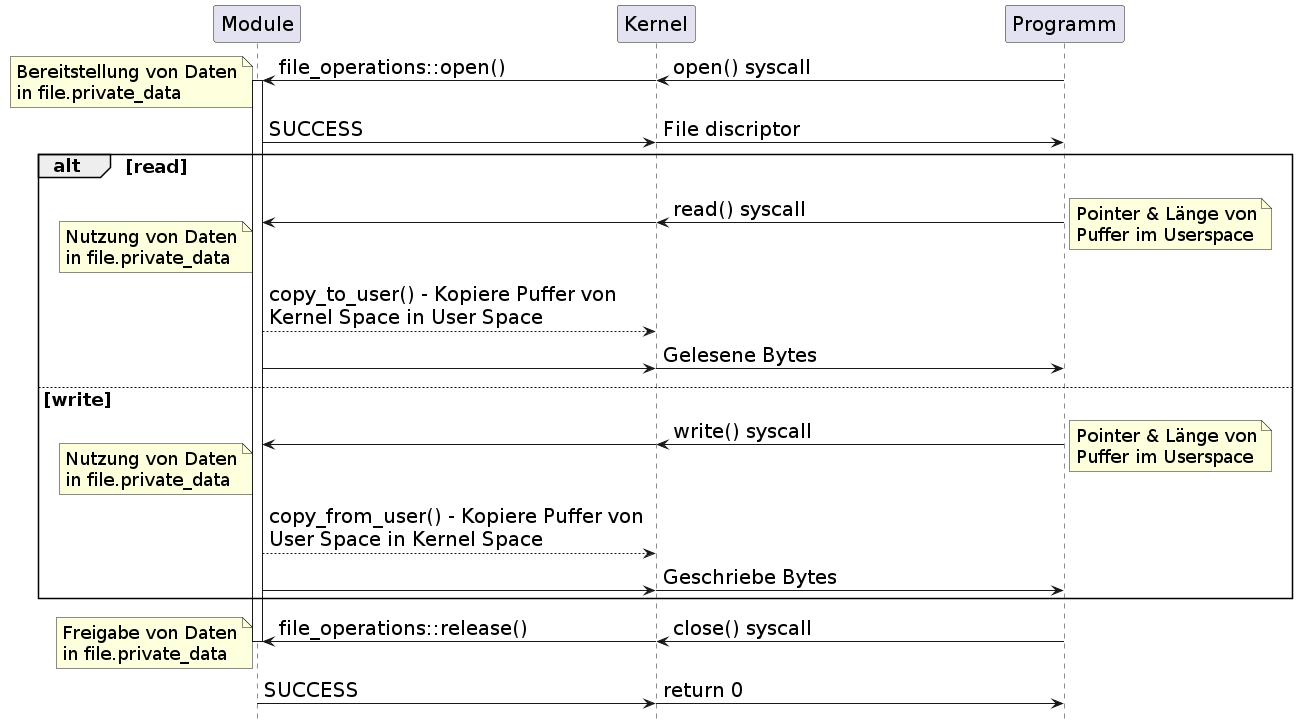 Module
Kernel
Programm
Bereitstellung von Daten
in file.private_data
file_operations::open()
open() syscall
SUCCESS
File discriptor
alt
[read]
read() syscall
Pointer & Länge von
Puffer im Userspace
Nutzung von Daten
in file.private_data
copy_to_user() - Kopiere Puffer von
Kernel Space in User Space
Gelesene Bytes
[write]
write() syscall
Pointer & Länge von
Puffer im Userspace
Nutzung von Daten
in file.private_data
copy_from_user() - Kopiere Puffer von
User Space in Kernel Space
Geschriebe Bytes
Freigabe von Daten
in file.private_data
file_operations::release()
close() syscall
SUCCESS
return 0